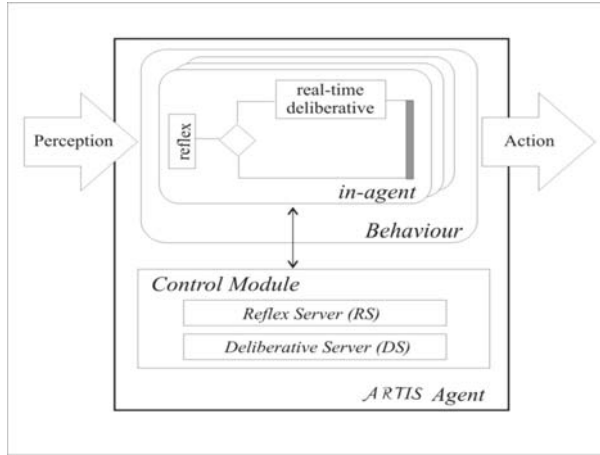 real-time
deliberative
Perception
reflex
Action
in-agent
Behaviour
Control Module
Reflex Server (RS)
Deliberative Server (DS)
ARTIS Agent